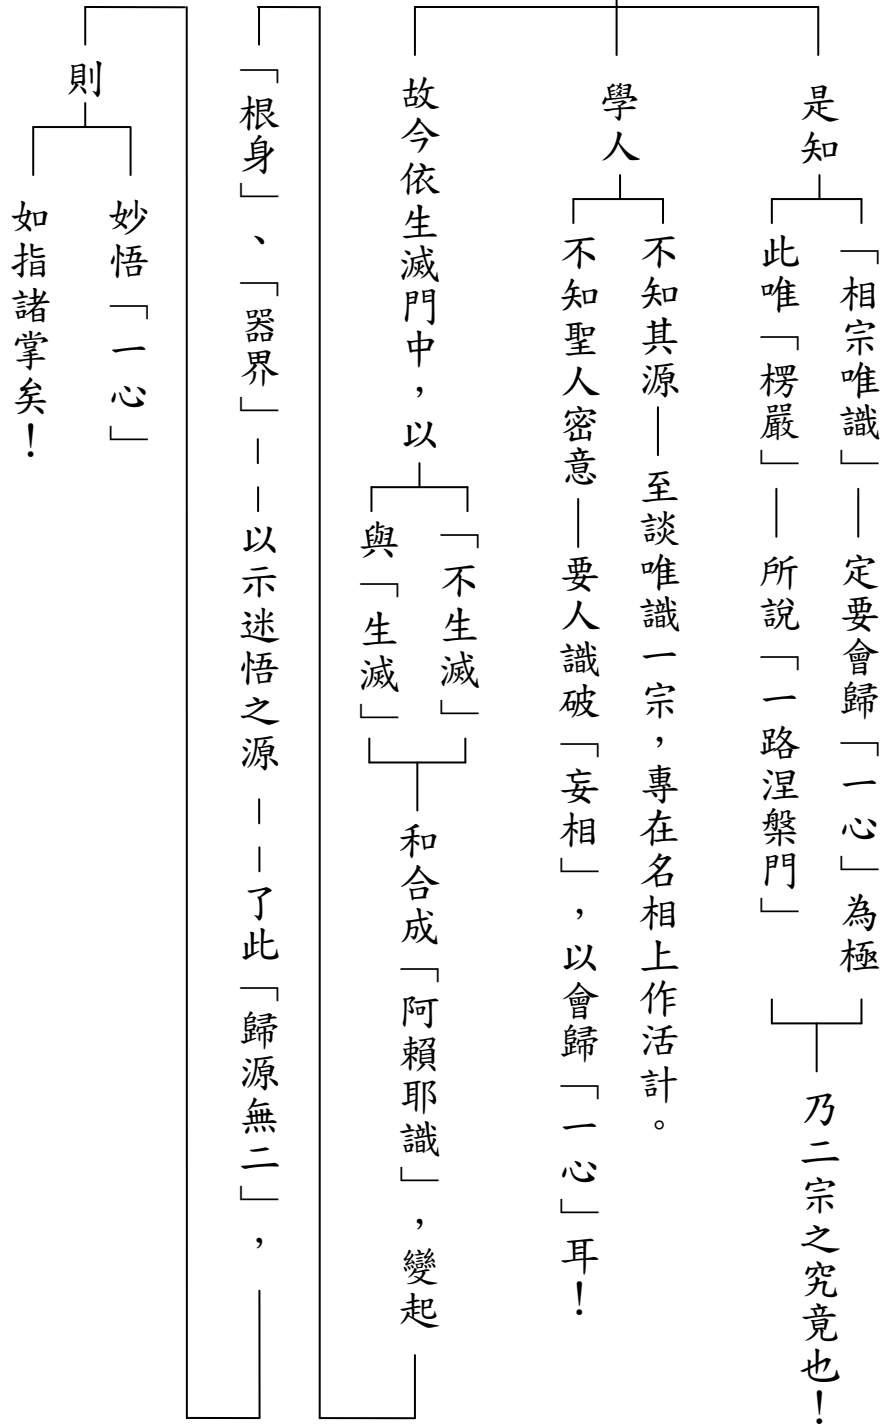 是知
「相宗唯識」——定要會歸「一心」為極
此唯「楞嚴」——所說「一路涅槃門」
乃二宗之究竟也！
學人
不知其源——至談唯識一宗，專在名相上作活計。
不知聖人密意——要人識破「妄相」，以會歸「一心」耳！
故今依生滅門中，以
「不生滅」
與「生滅」
和合成「阿賴耶識」，變起
「根身」、「器界」——以示迷悟之源——了此「歸源無二」，
則
妙悟「一心」
如指諸掌矣！